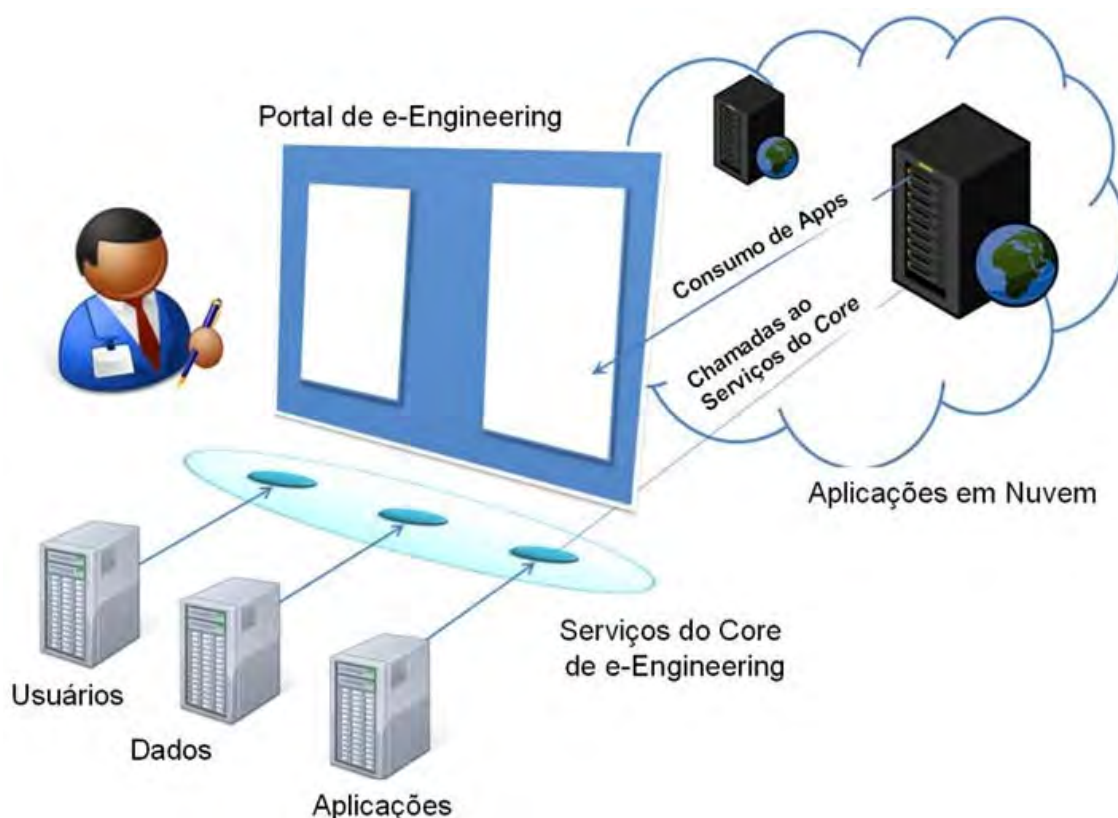 Portal de e-Engineering
Consumo de Apps
Chamadas ao
Serviços do Core
Aplicações em Nuvem
Serviços do Core
de e-Engineering
Usuários
Dados
Aplicações